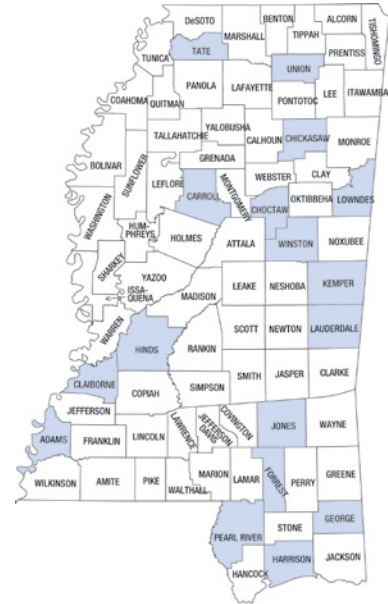 DeSOTO
BENTON
ALCORN
TISHOMINGO
MARSHALL
TIPPAH
TATE
PRENTISS
TUNICA
UNION
PANOLA
LAFAYETTE
LEE
ITAWAMBA
COAHOMA
QUITMAN
PONTOTOC
YALOBUSHA
CHICKASAW
TALLAHATCHIE
CALHOUN
MONROE
BOLIVAR
SUNFLOWER
GRENADA
WEBSTER
CLAY
LEFLORE
CARROLL
MONTGOMERY
CHOCTAW
OKTIBBEHA
LOWNDES
WASHINGTON
HUM-
PHREYS
HOLMES
ATTALA
WINSTON
NOXUBEE
SHARKEY
YAZOO
ISSA-
QUENA
MADISON
LEAKE
NESHOBA
KEMPER
WARREN
HINDS
RANKIN
SCOTT
NEWTON
LAUDERDALE
CLAIBORNE
COPIAH
SIMPSON
SMITH
JASPER
CLARKE
JEFFERSON
ADAMS
FRANKLIN
LINCOLN
LAWRENCE
JEFFERSON
DAVIS
COVINGTON
JONES
WAYNE
WILKINSON
AMITE
PIKE
WALTHALL
MARION
LAMAR
FORREST
PERRY
GREENE
PEARL RIVER
STONE
GEORGE
HANCOCK
HARRISON
JACKSON